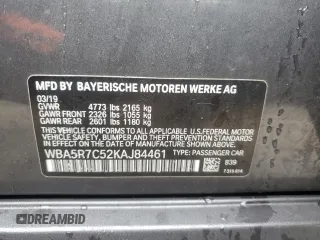 MFD BY BAYERISCHE MOTOREN WERKE AG
03/19
GVWR 4773 lbs 2165 kg
GAWR FRONT 2326 lbs 1055 kg
GAWR REAR 2601 lbs 1180 kg
THIS VEHICLE CONFORMS TO ALL APPLICABLE U.S. FEDERAL MOTOR
VEHICLE SAFETY, BUMPER AND THEFT PREVENTION STANDARDS
IN EFFECT ON THE DATE OF MANUFACTURE SHOWN ABOVE.
WBA5R7C52KAJ84461 TYPE: PASSENGER CAR
B39